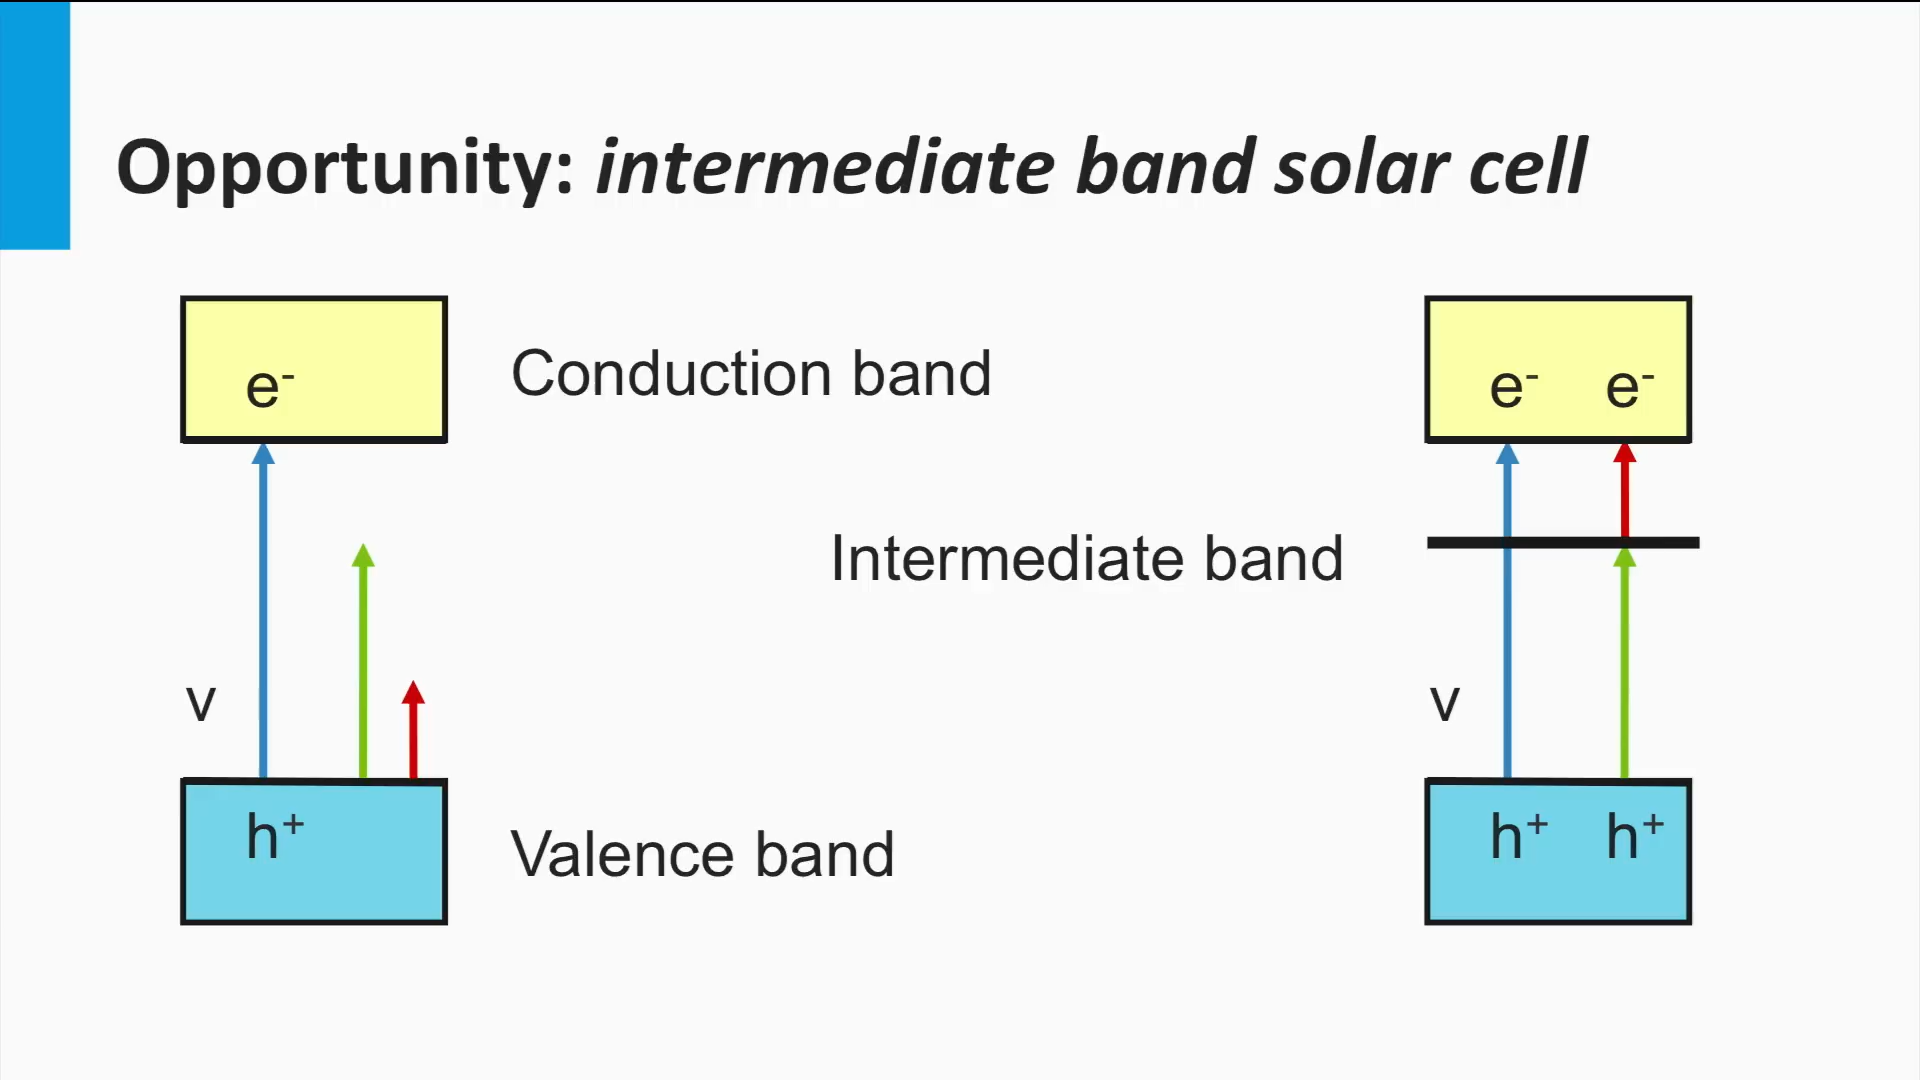 Opportunity: intermediate band solar cell
e-
Conduction band
e- e-
Intermediate band
v
v
h+
h+ h+
Valence band